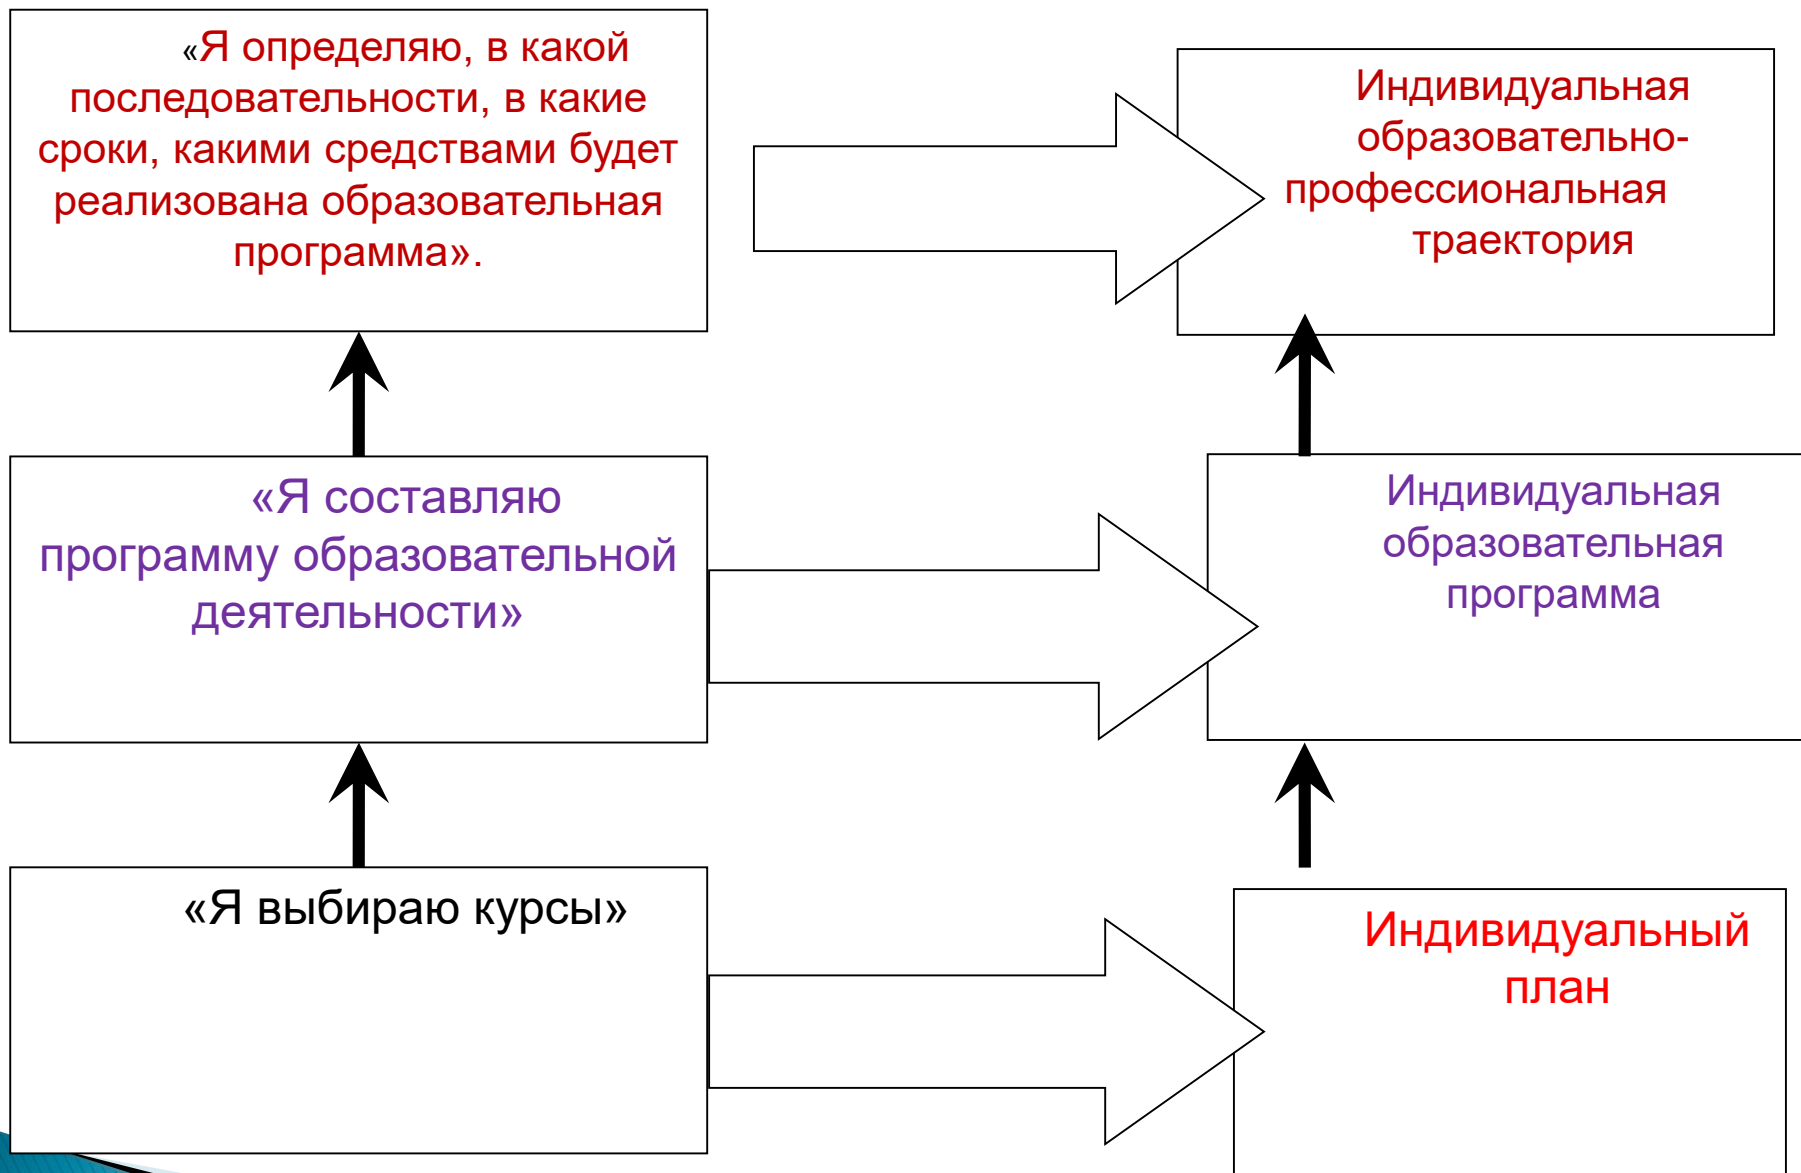 «Я определяю, в какой
последовательности, в какие
сроки, какими средствами будет
реализована образовательная
программа».
Индивидуальная
образовательно-
профессиональная
траектория
«Я составляю
программу образовательной
деятельности»
Индивидуальная
образовательная
программа
«Я выбираю курсы»
Индивидуальный
план